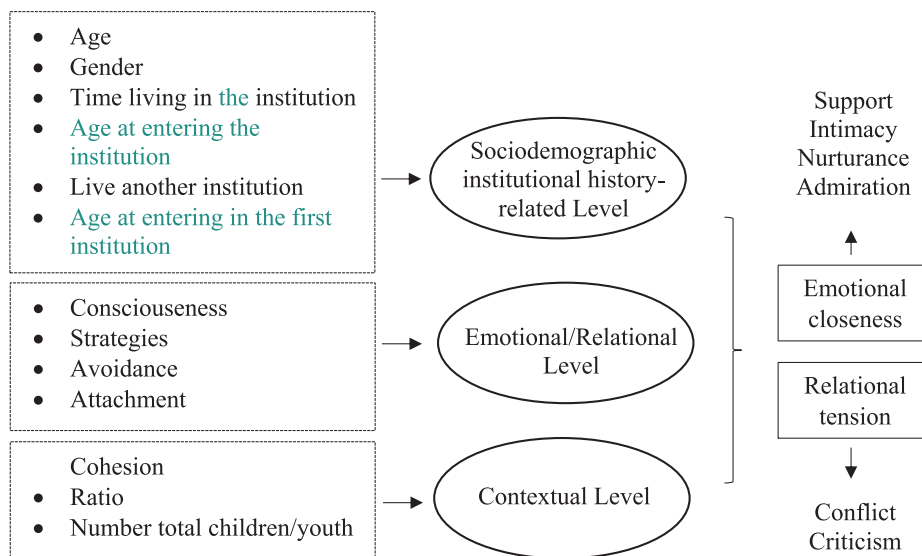 • Age
• Gender
• Time living in the institution
• Age at entering the
institution
• Live another institution
• Age at entering in the first
institution
Sociodemographic
institutional history-
related Level
• Consciouseness
• Strategies
• Avoidance
• Attachment
Emotional/Relational
Level
Cohesion
• Ratio
• Number total children/youth
Contextual Level
Support
Intimacy
Nurturance
Admiration
Emotional
closeness
Relational
tension
Conflict
Criticism